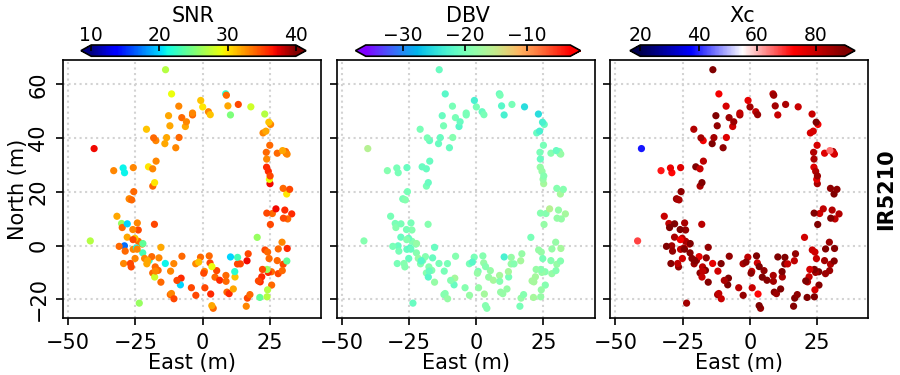 SNR DBV Xc
10 20 30 40 −30 −20 −10 20 40 60 80
60
40
20
0
−20
North (m)
−50 −25 0 25 −50 −25 0 25 −50 −25 0 25
East (m) East (m) East (m)
IR5210